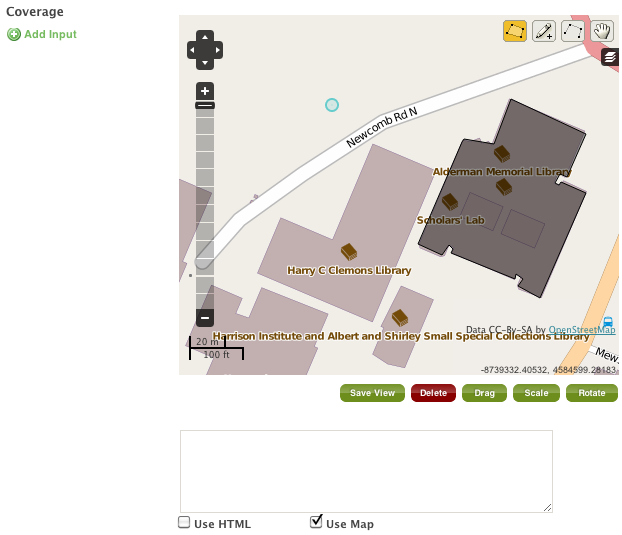 Coverage
Add Input
Newcomb Rd N
Alderman Memorial Library
Scholars' Lab
Harry C Clemons Library
Data CC-By-SA by OpenStreetMap
Harrison Institute and Albert and Shirley Small Special Collections Library
20 m
100 ft
Mew
-8739332.40532, 4584599.28183
Save View
Delete
Drag
Scale
Rotate
Use HTML
Use Map